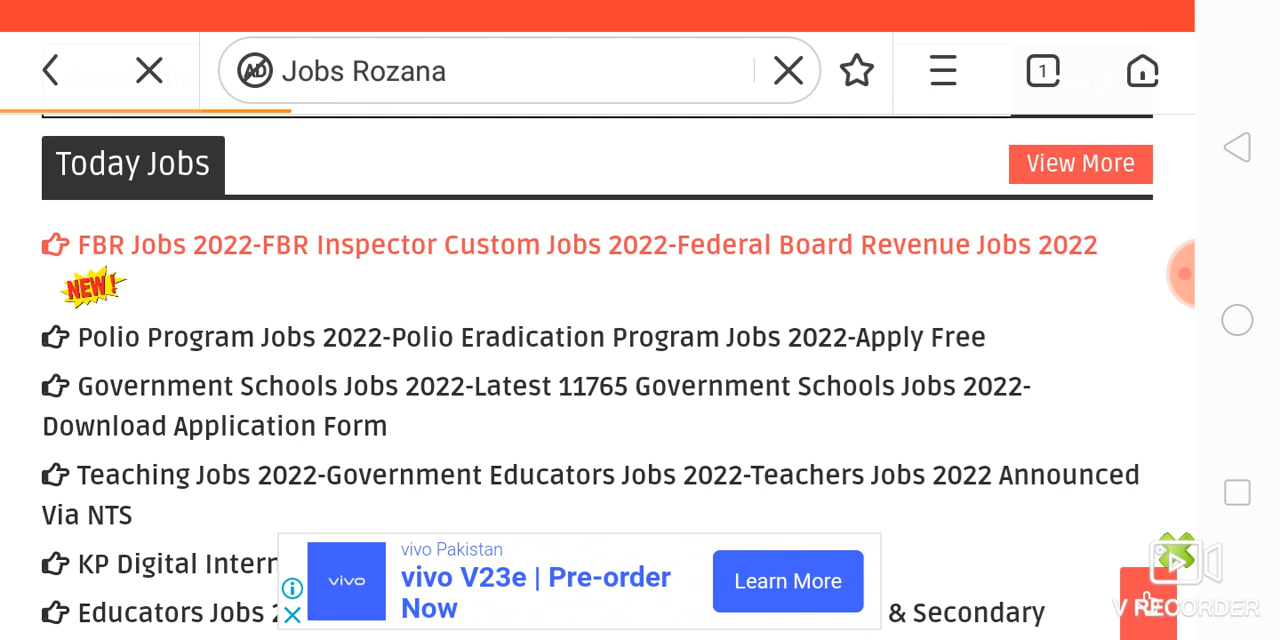 Jobs Rozana
1
Today Jobs
View More
FBR Jobs 2022-FBR Inspector Custom Jobs 2022-Federal Board Revenue Jobs 2022
NEW!
Polio Program Jobs 2022-Polio Eradication Program Jobs 2022-Apply Free
Government Schools Jobs 2022-Latest 11765 Government Schools Jobs 2022-
Download Application Form
Teaching Jobs 2022-Government Educators Jobs 2022-Teachers Jobs 2022 Announced
Via NTS
KP Digital
Educators Jobs
& Secondary
vivo
vivo Pakistan
vivo V23e | Pre-order
Now
Learn More
V RECORDER